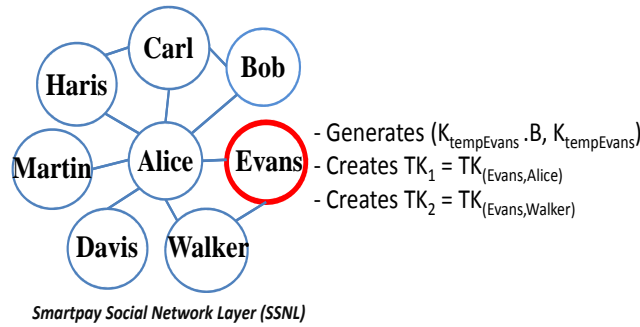 Carl
Bob
Haris
- Generates (KtempEvans .B, KtempEvans)
Martin
Alice
Evans
- Creates TK1 = TK(Evans,Alice)
- Creates TK2 = TK(Evans,Walker)
Davis
Walker
Smartpay Social Network Layer (SSNL)